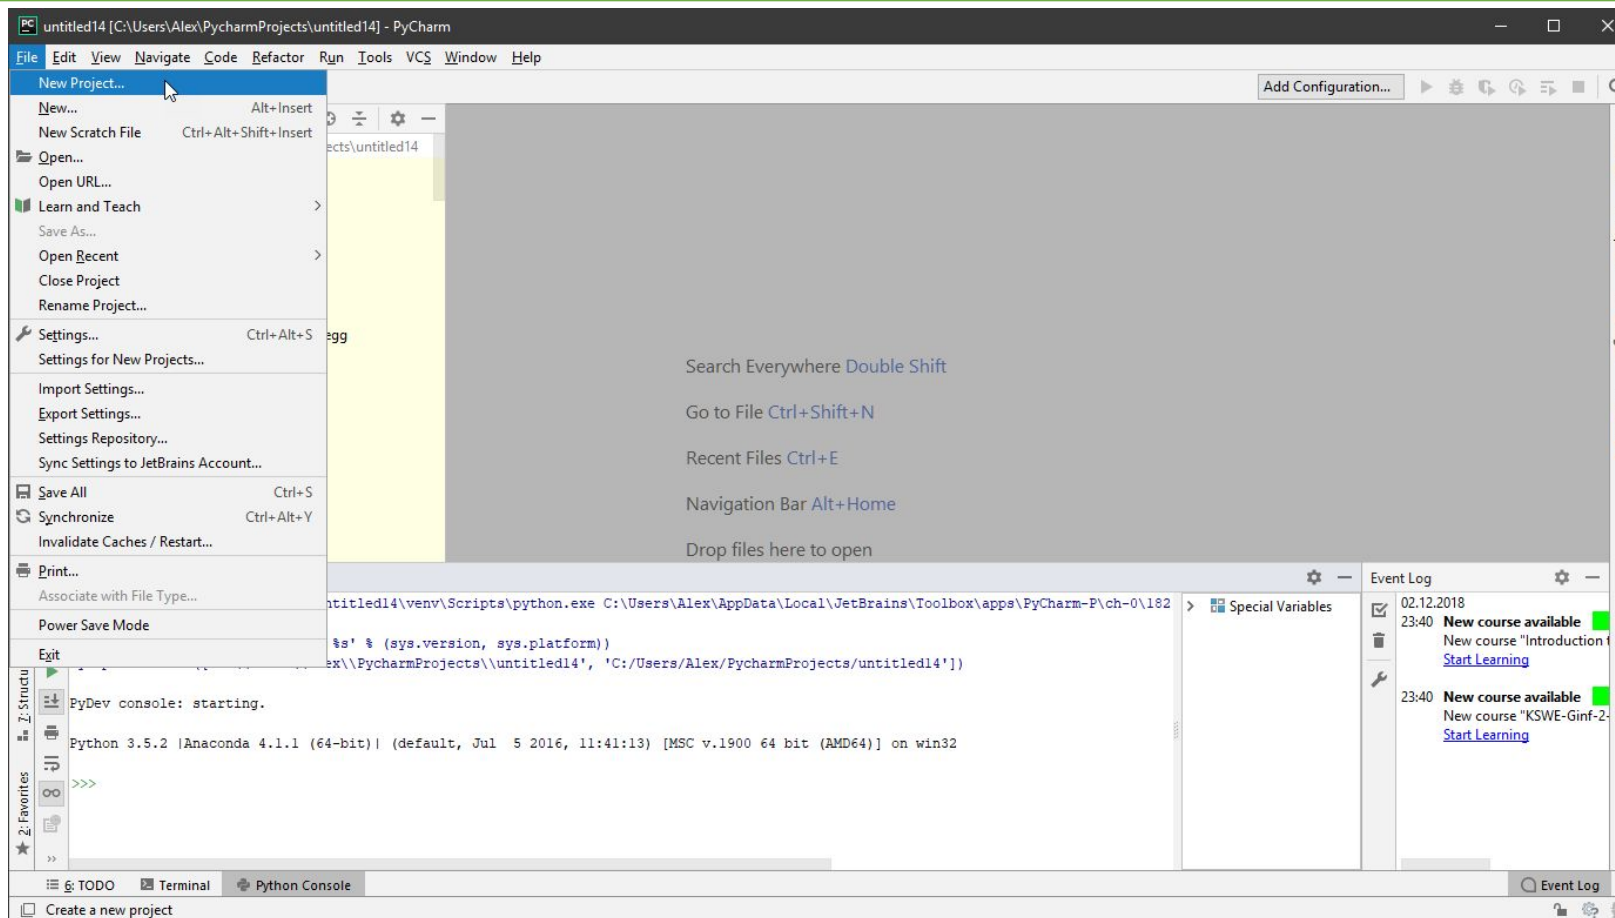 PC untitled14 [C:\Users\Alex\PycharmProjects\untitled14] - PyCharm
File Edit View Navigate Code Refactor Run Tools VCS Window Help
New Project...
Add Configuration...
New... Alt+Insert
New Scratch File Ctrl+Alt+Shift+Insert
Open...
ects\untitled14
Open URL...
Learn and Teach
Save As...
Open Recent
Close Project
Rename Project...
Settings... Ctrl+Alt+S
egg
Settings for New Projects...
Import Settings...
Export Settings...
Settings Repository...
Sync Settings to JetBrains Account...
Save All Ctrl+S
Synchronize Ctrl+Alt+Y
Invalidate Caches / Restart...
Print...
Associate with File Type...
Power Save Mode
Exit
Search Everywhere Double Shift
Go to File Ctrl+Shift+N
Recent Files Ctrl+E
Navigation Bar Alt+Home
Drop files here to open
ntitled14\venv\Scripts\python.exe C:\Users\Alex\AppData\Local\JetBrains\Toolbox\apps\PyCharm-P\ch-0\182
%s' % (sys.version, sys.platform))
ex\\PycharmProjects\\untitled14', 'C:/Users/Alex/PycharmProjects/untitled14'])
PyDev console: starting.
Python 3.5.2 |Anaconda 4.1.1 (64-bit)| (default, Jul  5 2016, 11:41:13) [MSC v.1900 64 bit (AMD64)] on win32
>>>
Special Variables
Event Log
02.12.2018
23:40 New course available
New course "Introduction t
Start Learning
23:40 New course available
New course "KSWE-Ginf-2-
Start Learning
7: Structu
2: Favorites
6: TODO Terminal Python Console Event Log
Create a new project